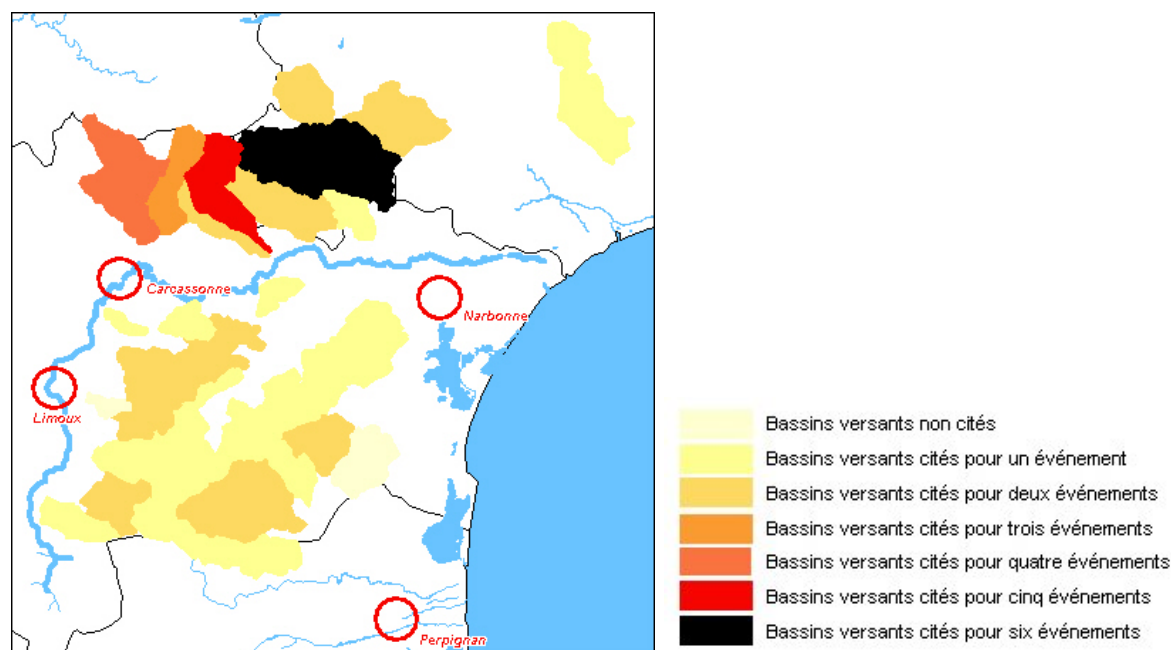 Carcassonne
Narbonne
Limoux
Perpignan
Bassins versants non cités
Bassins versants cités pour un événement
Bassins versants cités pour deux événements
Bassins versants cités pour trois événements
Bassins versants cités pour quatre événements
Bassins versants cités pour cinq événements
Bassins versants cités pour six événements